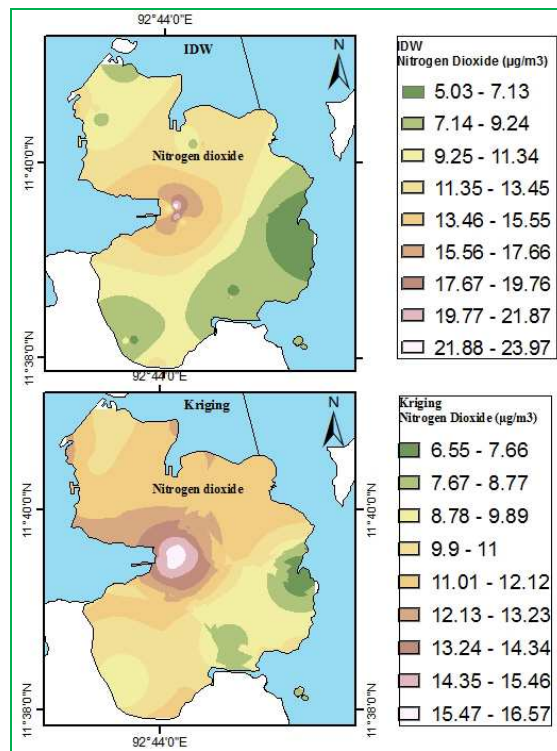 92°44'0"E
IDW
N
Nitrogen dioxide
11°40'0"N
11°38'0"N
92°44'0"E
IDW
Nitrogen Dioxide (µg/m3)
5.03 - 7.13
7.14 - 9.24
9.25 - 11.34
11.35 - 13.45
13.46 - 15.55
15.56 - 17.66
17.67 - 19.76
19.77 - 21.87
21.88 - 23.97
Kriging
N
Nitrogen dioxide
11°40'0"N
11°40'0"N
11°38'0"N
11°38'0"N
92°44'0"E
Kriging
Nitrogen Dioxide (µg/m3)
6.55 - 7.66
7.67 - 8.77
8.78 - 9.89
9.9 - 11
11.01 - 12.12
12.13 - 13.23
13.24 - 14.34
14.35 - 15.46
15.47 - 16.57